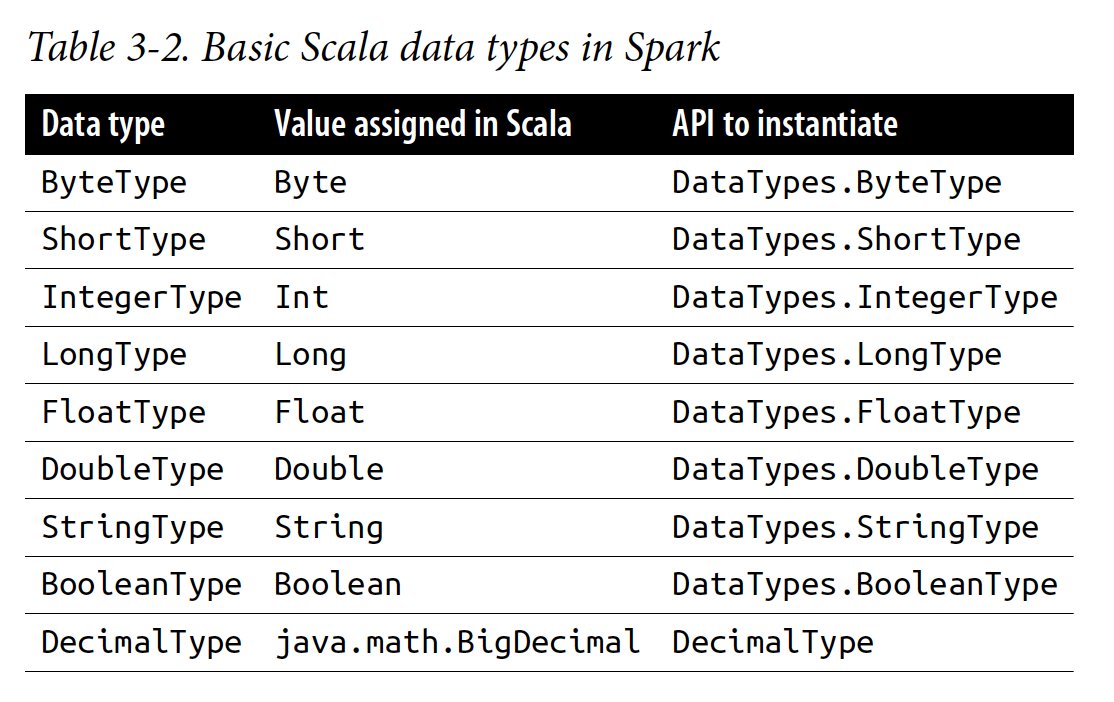 Table 3-2. Basic Scala data types in Spark
Data type Value assigned in Scala API to instantiate
ByteType Byte DataTypes.ByteType
ShortType Short DataTypes.ShortType
IntegerType Int DataTypes.IntegerType
LongType Long DataTypes.LongType
FloatType Float DataTypes.FloatType
DoubleType Double DataTypes.DoubleType
StringType String DataTypes.StringType
BooleanType Boolean DataTypes.BooleanType
DecimalType java.math.BigDecimal DecimalType